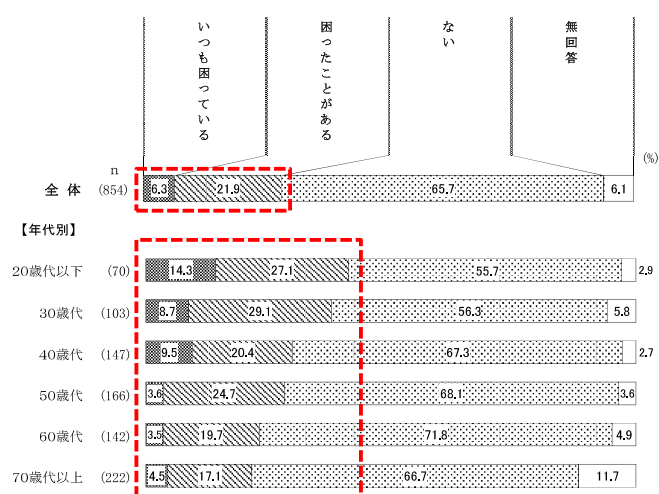 いつも困っている
困ったことがある
ない
無回答
(%)
n
全 体 (854) 6.3 21.9 65.7 6.1
【年代別】
20歳代以下 (70) 14.3 27.1 55.7 2.9
30歳代 (103) 8.7 29.1 56.3 5.8
40歳代 (147) 9.5 20.4 67.3 2.7
50歳代 (166) 3.6 24.7 68.1 3.6
60歳代 (142) 3.5 19.7 71.8 4.9
70歳代以上 (222) 4.5 17.1 66.7 11.7